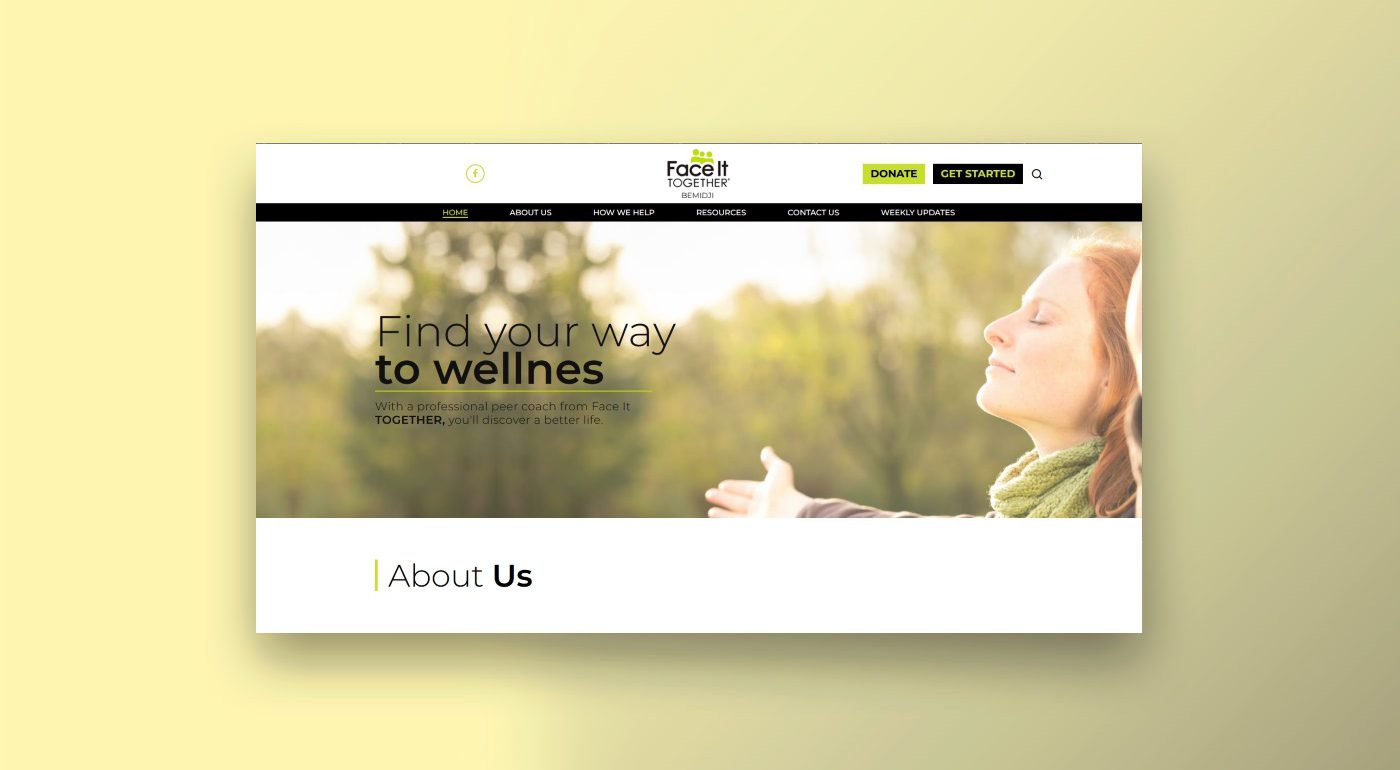 f
Face It
TOGETHER®
BEMIDJI
DONATE
GET STARTED
HOME
ABOUT US
HOW WE HELP
RESOURCES
CONTACT US
WEEKLY UPDATES
Find your way
to wellnes
With a professional peer coach from Face It
TOGETHER, you'll discover a better life.
About Us